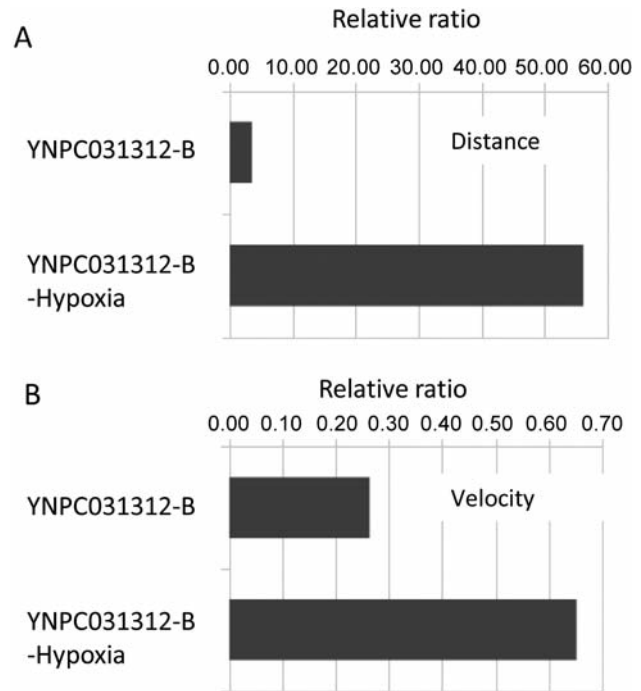 A
Relative ratio
0.00 10.00 20.00 30.00 40.00 50.00 60.00
YNPC031312-B
Distance
YNPC031312-B
-Hypoxia
B
Relative ratio
0.00 0.10 0.20 0.30 0.40 0.50 0.60 0.70
YNPC031312-B
Velocity
YNPC031312-B
-Hypoxia